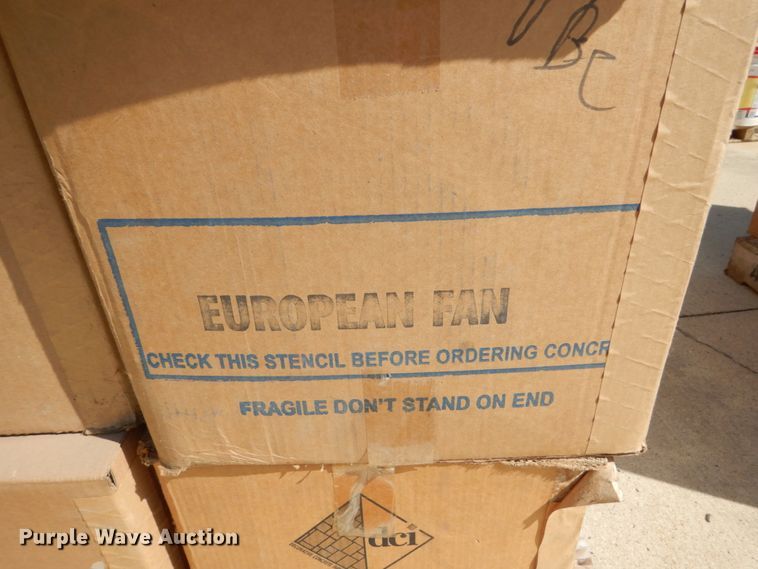 BC
EUROPEAN FAN
CHECK THIS STENCIL BEFORE ORDERING CONCR
FRAGILE DON'T STAND ON END
dci
Purple Wave Auction